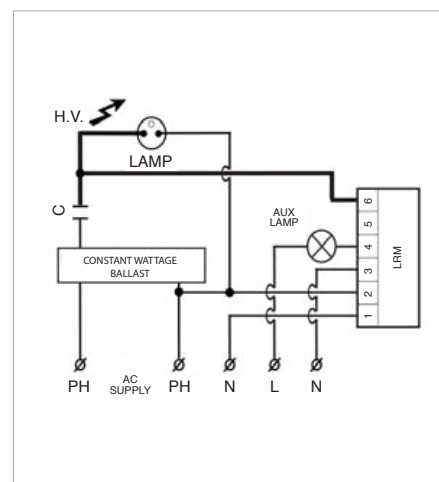 H.V.
LAMP
C
AUX
LAMP
6
5
4
3
2
1
LRM
CONSTANT WATTAGE
BALLAST
PH
AC
SUPPLY
PH
N
L
N